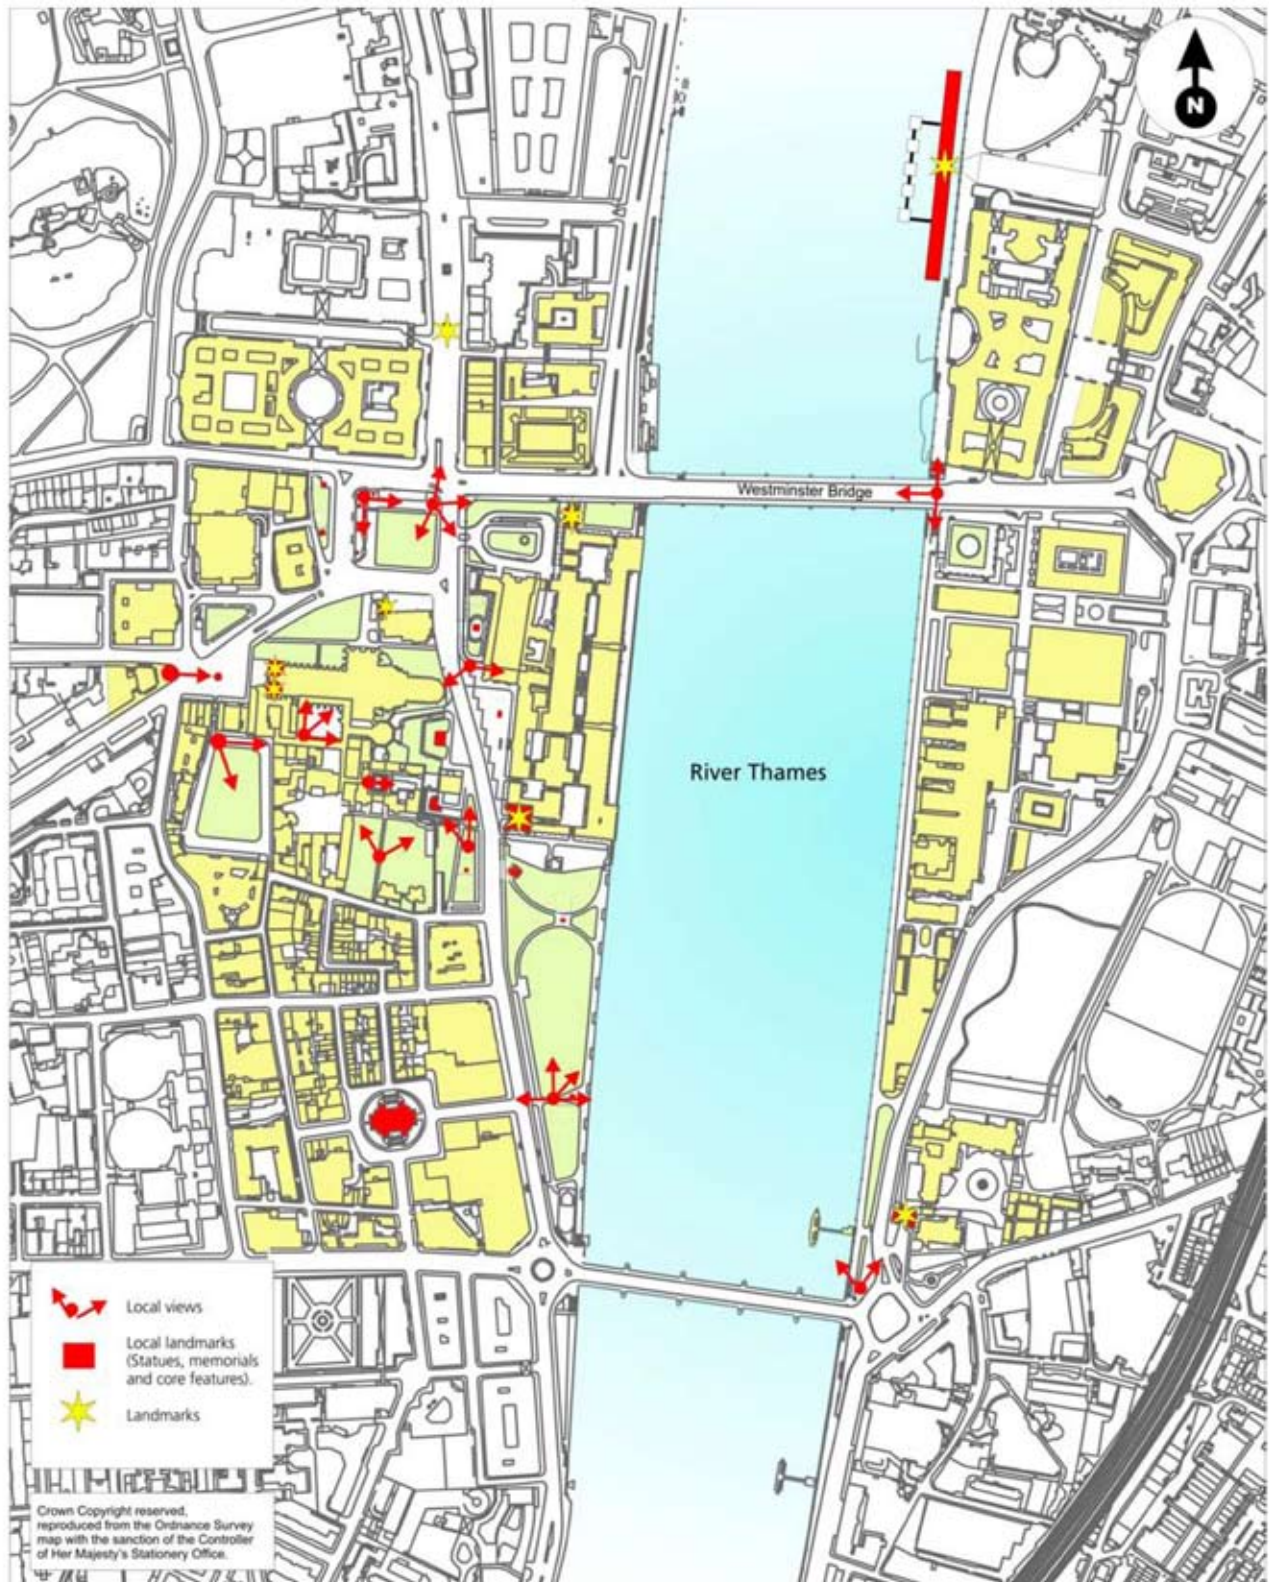 N
Westminster Bridge
River Thames
Local views
Local landmarks
(Statues, memorials
and core features).
Landmarks
Crown Copyright reserved,
reproduced from the Ordnance Survey
map with the sanction of the Controller
of Her Majesty's Stationery Office.